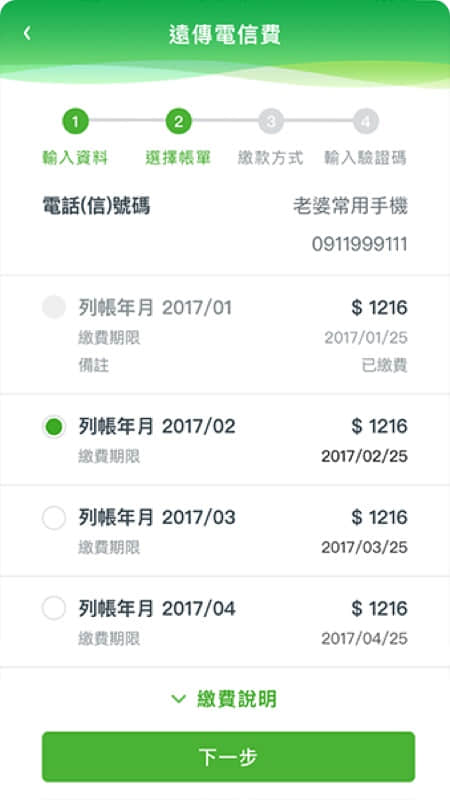 遠傳電信費
1 2 3 4
輸入資料 選擇帳單 繳款方式 輸入驗證碼
電話(信)號碼 老婆常用手機
0911999111
列帳年月 2017/01 $ 1216
繳費期限 2017/01/25
備註 已繳費
列帳年月 2017/02 $ 1216
繳費期限 2017/02/25
列帳年月 2017/03 $ 1216
繳費期限 2017/03/25
列帳年月 2017/04 $ 1216
繳費期限 2017/04/25
繳費說明
下一步